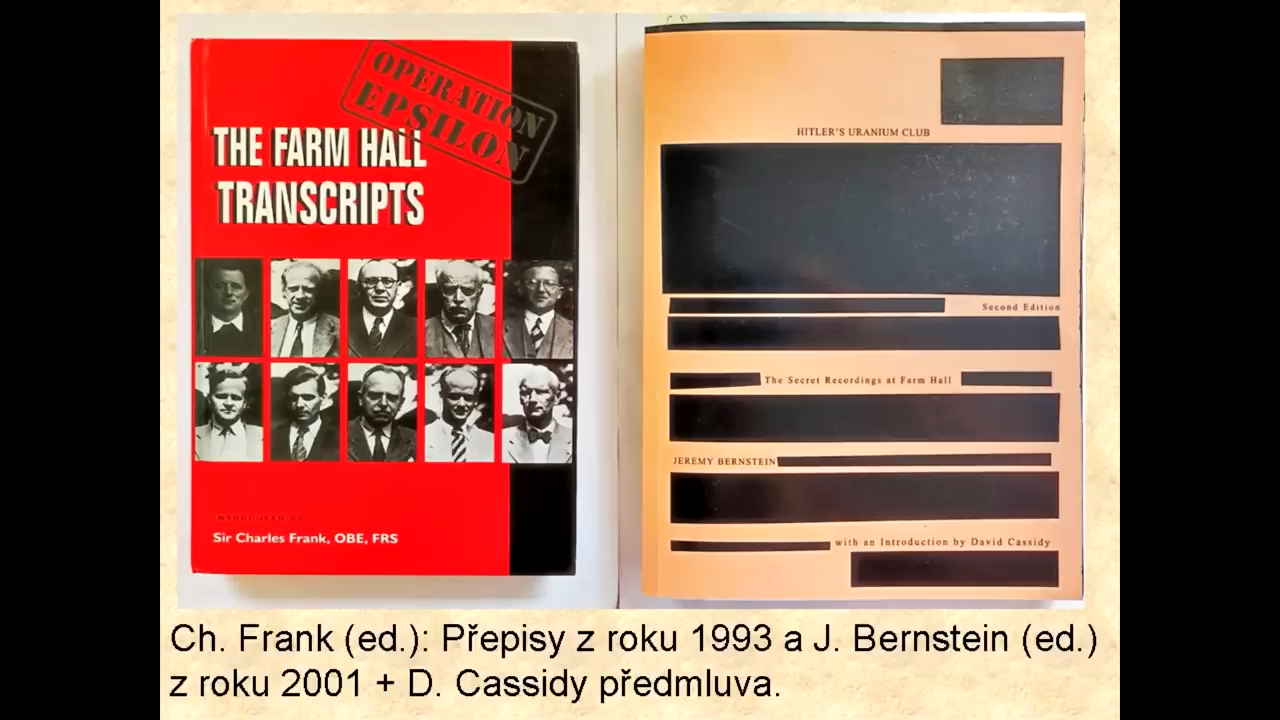 OPERATION
EPSILON
THE FARM HALL
TRANSCRIPTS
INTRODUCED BY
Sir Charles Frank, OBE, FRS
HITLER'S URANIUM CLUB
Second Edition
The Secret Recordings at Farm Hall
JEREMY BERNSTEIN
with an Introduction by David Cassidy
Ch. Frank (ed.): Přepisy z roku 1993 a J. Bernstein (ed.)
z roku 2001 + D. Cassidy předmluva.